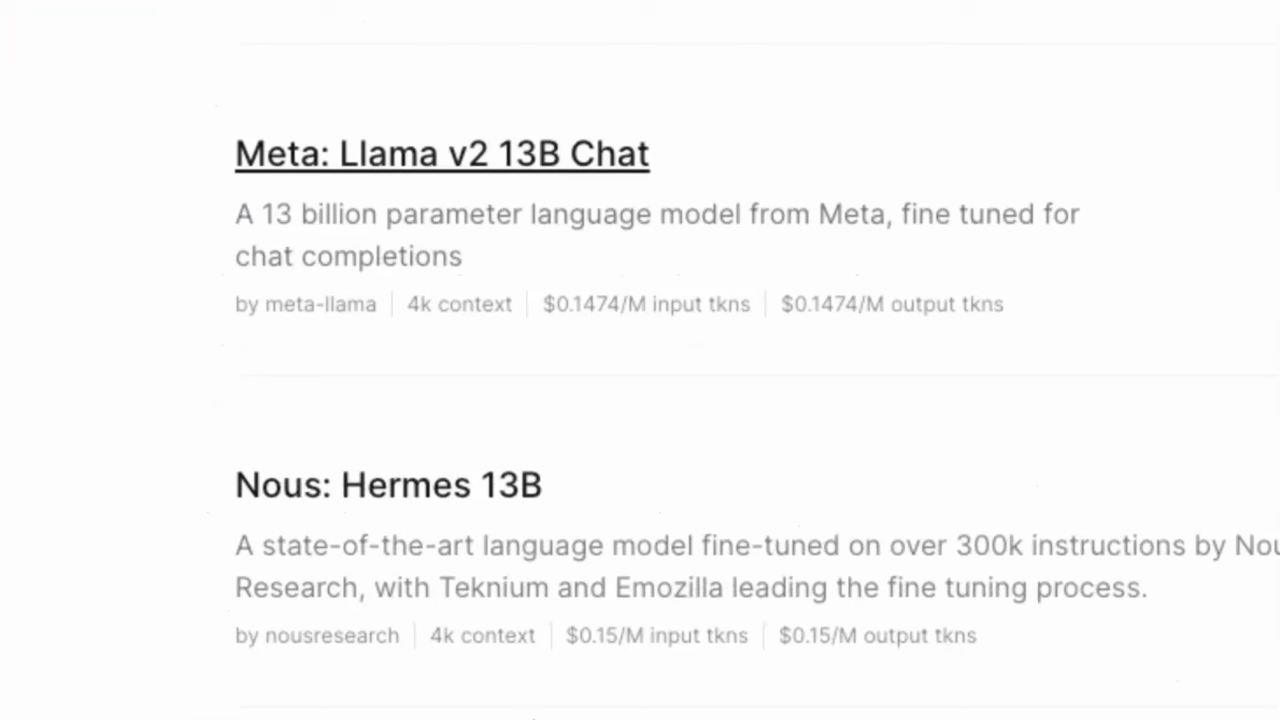 Meta: Llama v2 13B Chat
A 13 billion parameter language model from Meta, fine tuned for
chat completions
by meta-llama 4k context $0.1474/M input tkns $0.1474/M output tkns
Nous: Hermes 13B
A state-of-the-art language model fine-tuned on over 300k instructions by
Research, with Teknium and Emozilla leading the fine tuning process.
by nousresearch 4k context $0.15/M input tkns $0.15/M output tkns